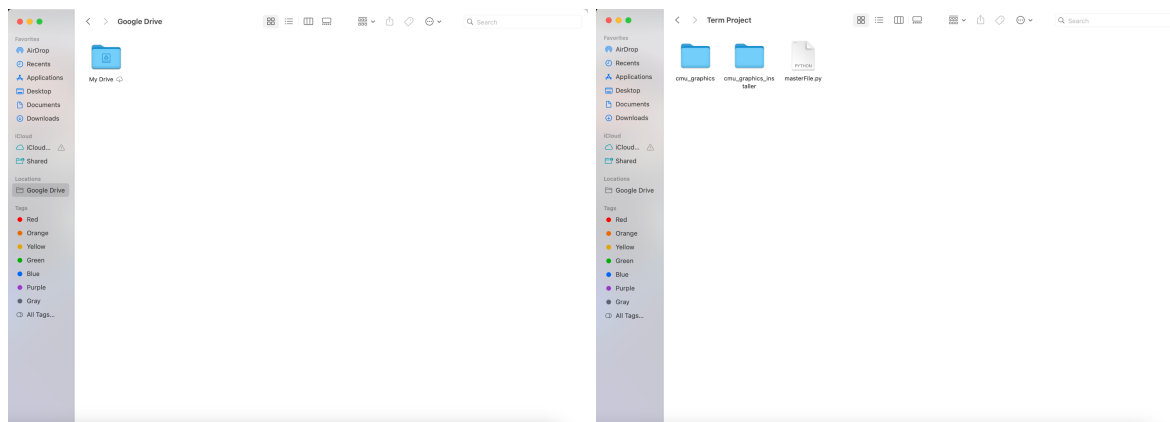 Google Drive
Search
Favorites
AirDrop
Recents
Applications
Desktop
Documents
Downloads
iCloud
iCloud...
Shared
Locations
Google Drive
Tags
Red
Orange
Yellow
Green
Blue
Purple
Gray
All Tags...
My Drive
Term Project
Search
Favorites
AirDrop
Recents
Applications
Desktop
Documents
Downloads
iCloud
iCloud...
Shared
Locations
Google Drive
Tags
Red
Orange
Yellow
Green
Blue
Purple
Gray
All Tags...
cmu_graphics
cmu_graphics_ins
taller
PYTHON
masterFile.py